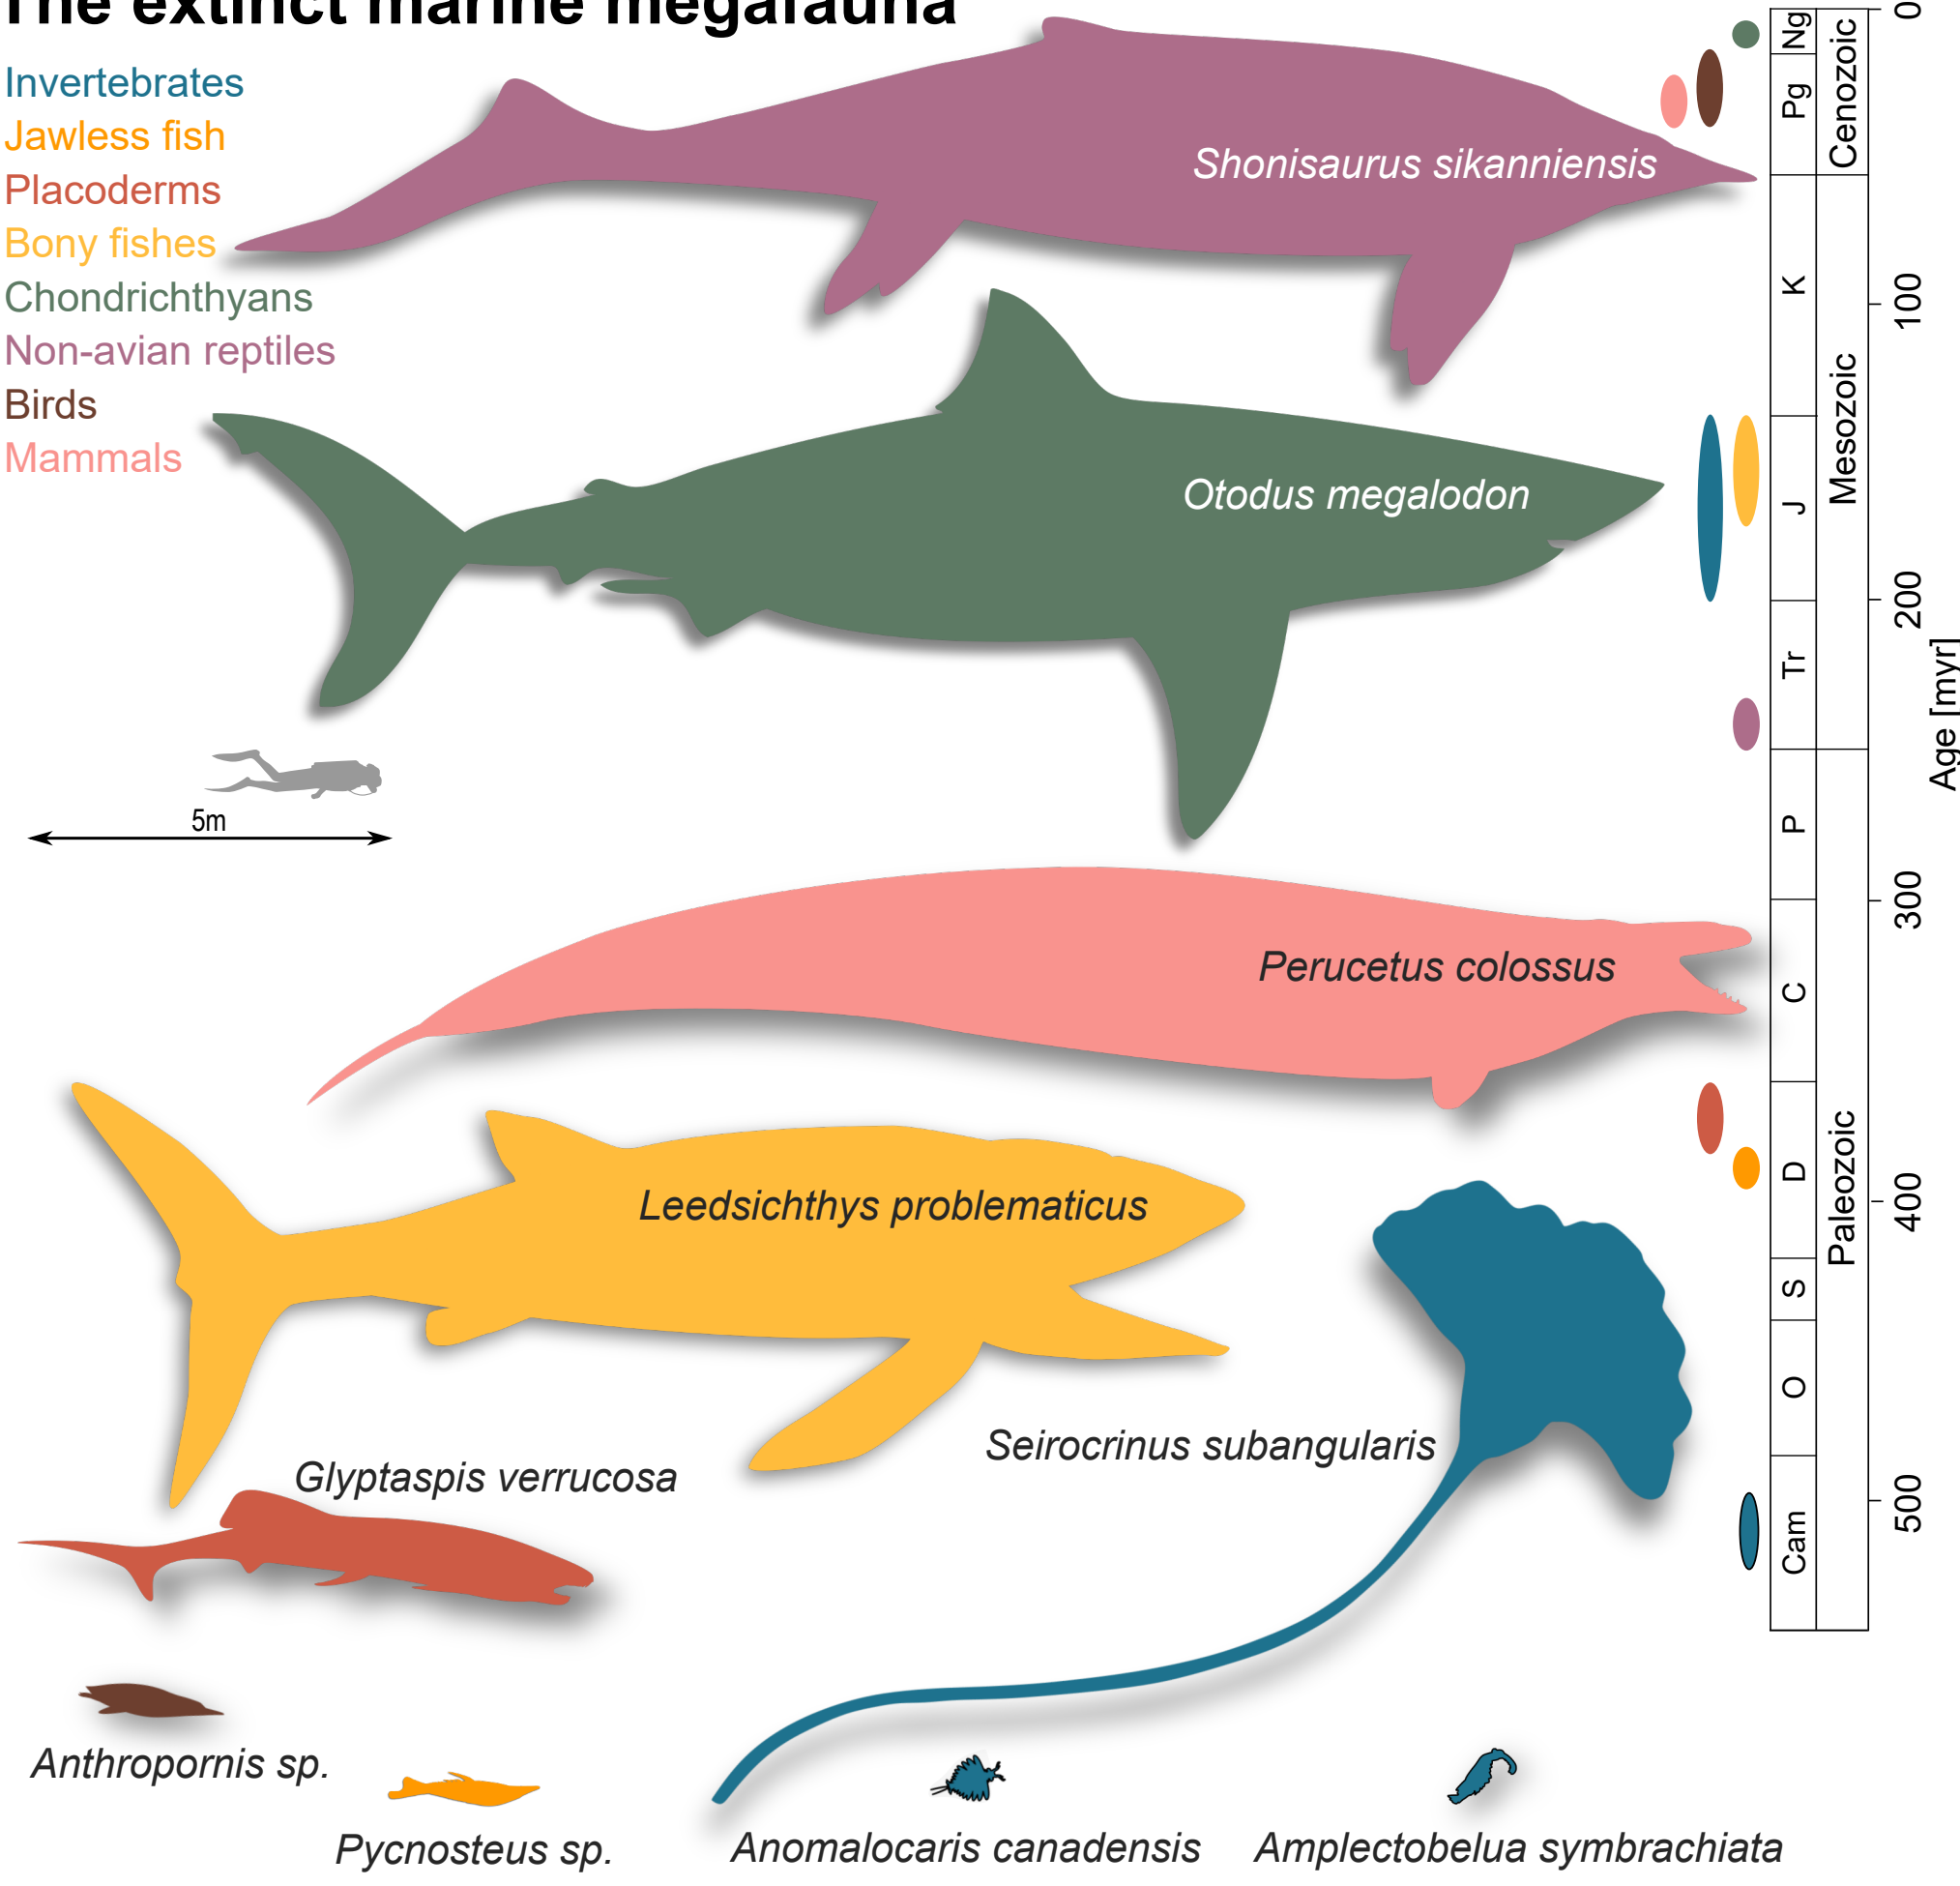 The extinct marine megafauna
Invertebrates
Jawless fish
Placoderms
Bony fishes
Chondrichthyans
Non-avian reptiles
Birds
Mammals
Shonisaurus sikanniensis
Otodus megalodon
5m
Perucetus colossus
Leedsichthys problematicus
Seirocrinus subangularis
Glyptaspis verrucosa
Anthropornis sp.
Pycnosteus sp.
Anomalocaris canadensis
Amplectobelua symbrachiata
Ng
Pg
K
J
Tr
P
C
D
S
O
Cam
Cenozoic
Mesozoic
Paleozoic
0
100
200
300
400
500
Age [myr]